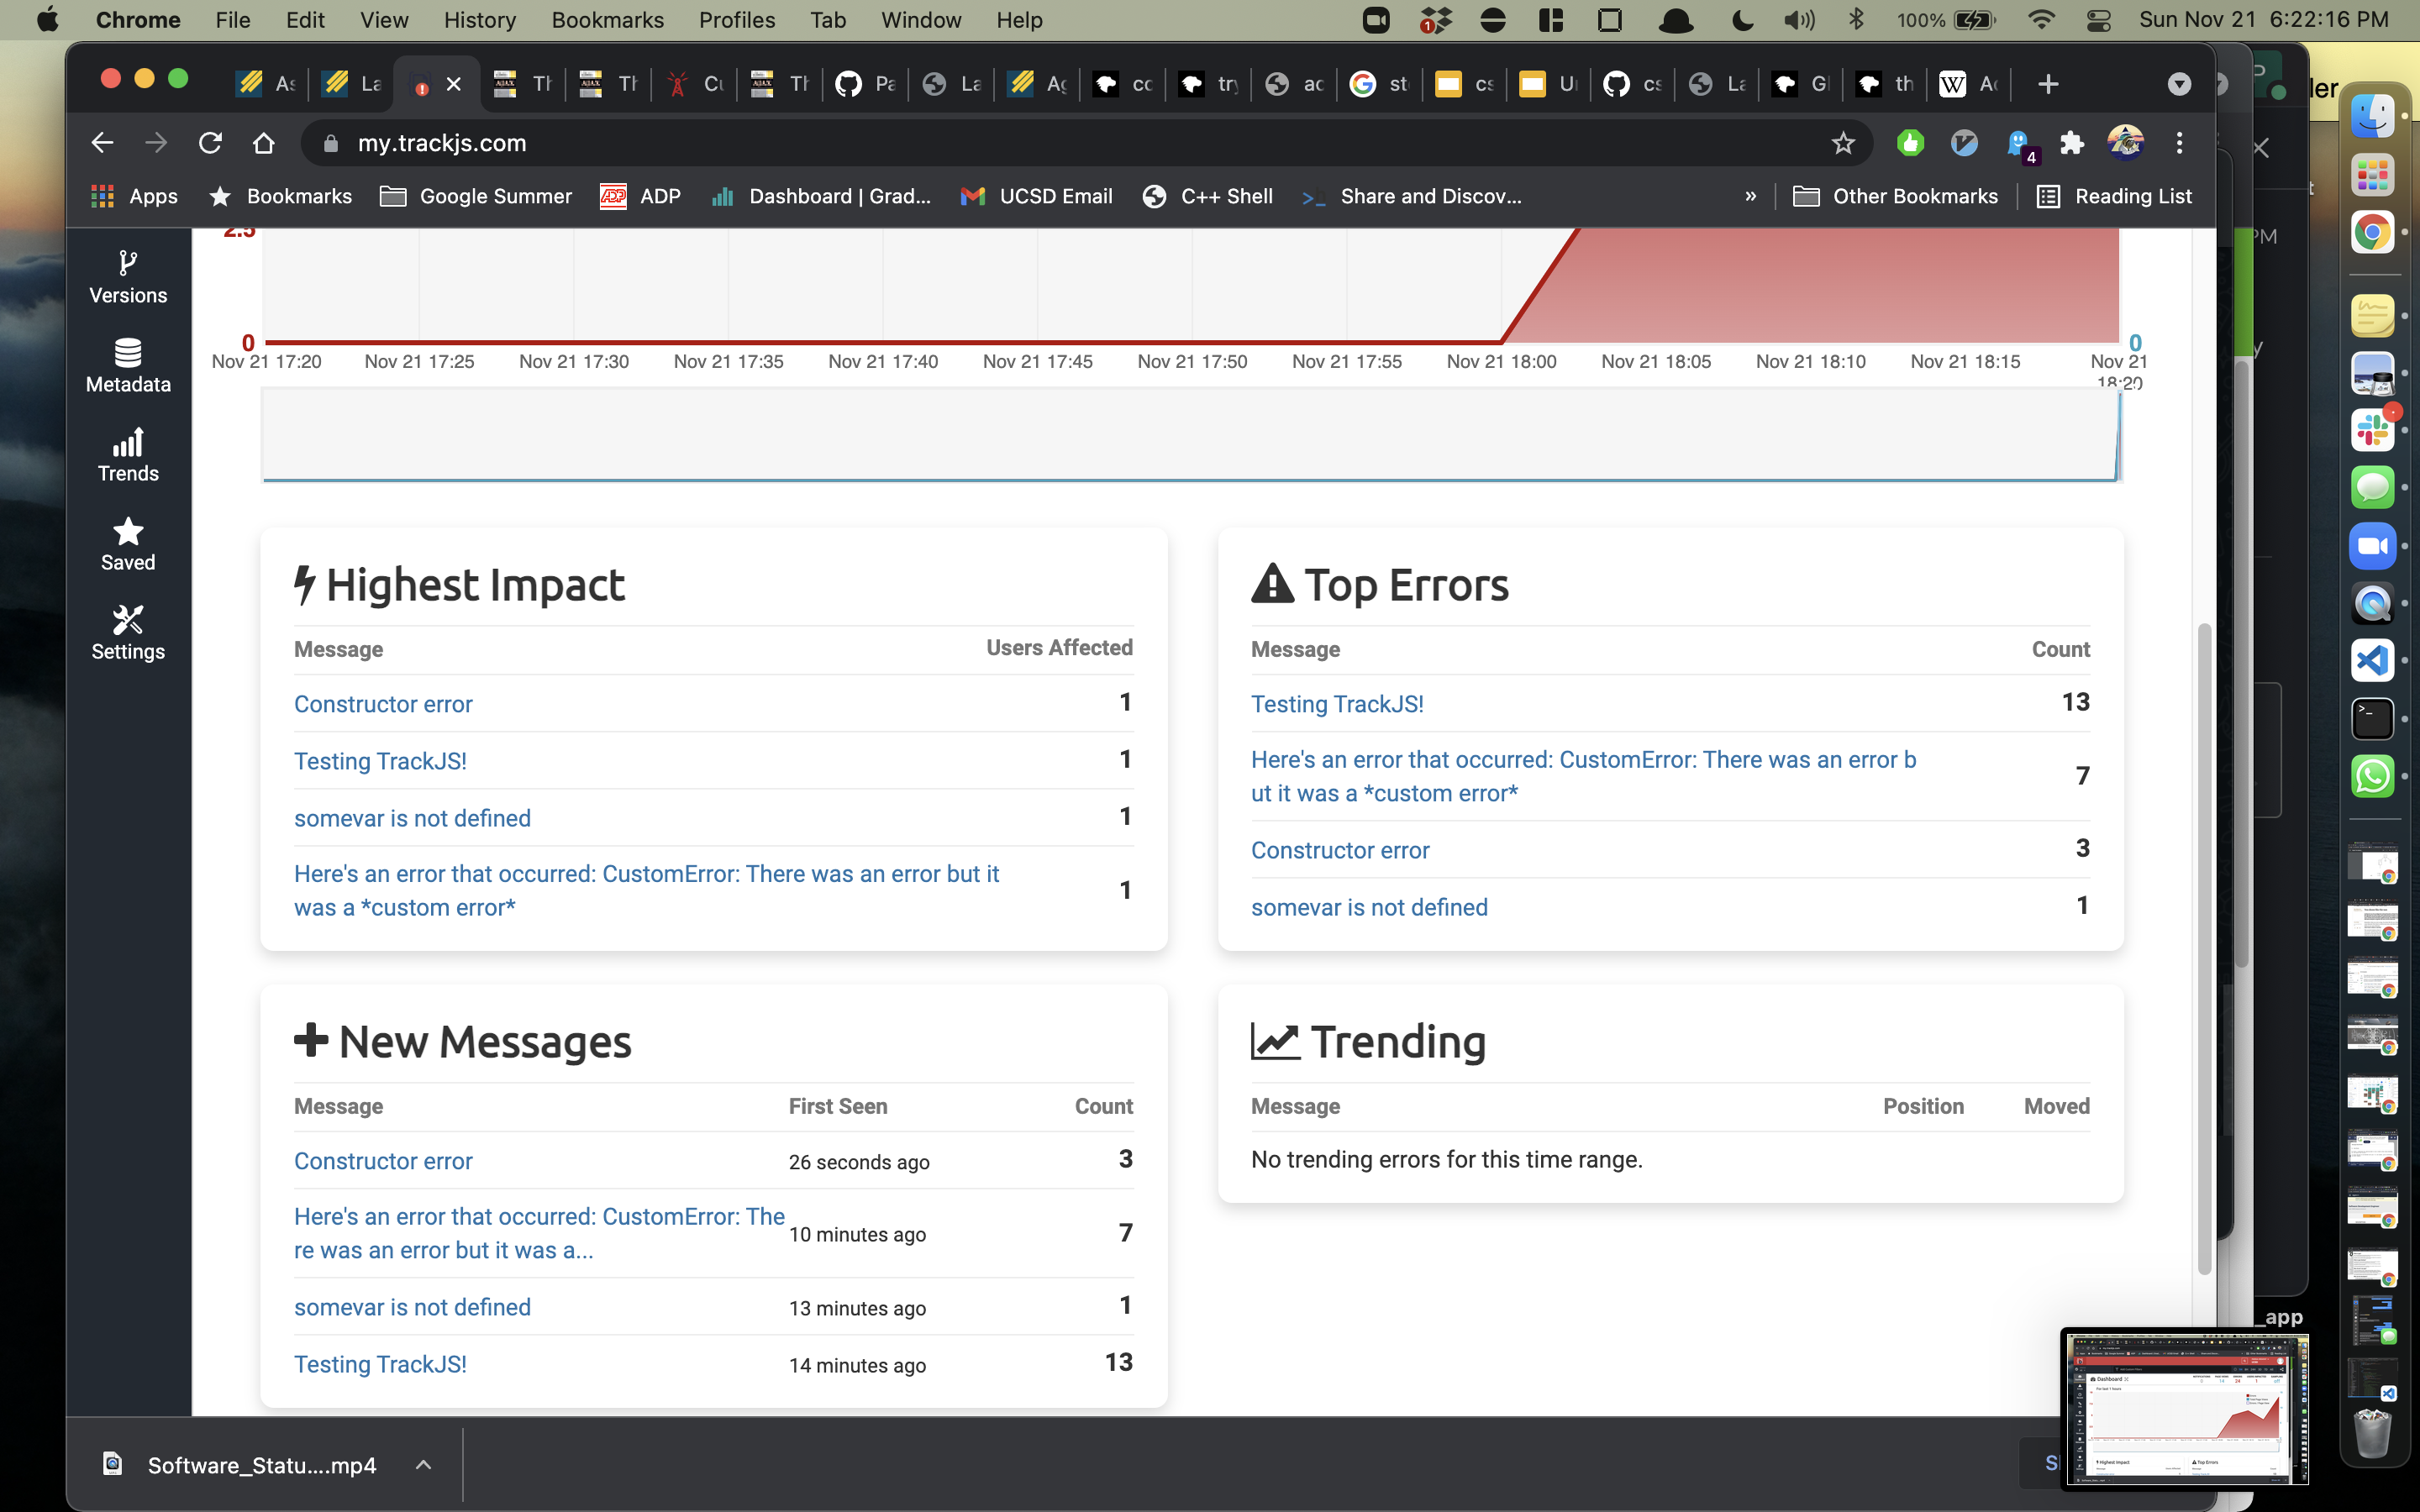 Chrome File Edit View History Bookmarks Profiles Tab Window Help
1 100% Sun Nov 21 6:22:16 PM
As La Th Th Cu Th Pa La Ag cc try ac st cs Ui cs La Gl th W Ac
my.trackjs.com
4
Apps Bookmarks Google Summer ADP ADP Dashboard | Grad... UCSD Email C++ Shell Share and Discov... » Other Bookmarks Reading List
Versions
Metadata
Trends
Saved
Settings
2.5
0 0
Nov 21 17:20 Nov 21 17:25 Nov 21 17:30 Nov 21 17:35 Nov 21 17:40 Nov 21 17:45 Nov 21 17:50 Nov 21 17:55 Nov 21 18:00 Nov 21 18:05 Nov 21 18:10 Nov 21 18:15 Nov 21
18:20
Highest Impact
Message Users Affected
Constructor error 1
Testing TrackJS! 1
somevar is not defined 1
Here's an error that occurred: CustomError: There was an error but it
was a *custom error* 1
Top Errors
Message Count
Testing TrackJS! 13
Here's an error that occurred: CustomError: There was an error b
ut it was a *custom error* 7
Constructor error 3
somevar is not defined 1
New Messages
Message First Seen Count
Constructor error 26 seconds ago 3
Here's an error that occurred: CustomError: The
re was an error but it was a... 10 minutes ago 7
somevar is not defined 13 minutes ago 1
Testing TrackJS! 14 minutes ago 13
Trending
Message Position Moved
No trending errors for this time range.
Software_Statu....mp4
_app